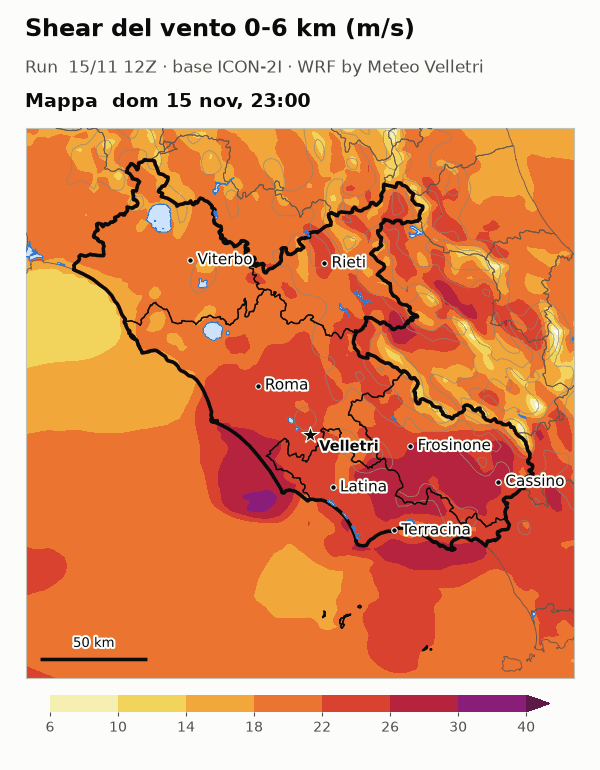 Shear del vento 0-6 km (m/s)
Run  15/11 12Z · base ICON-2I · WRF by Meteo Velletri
Mappa  dom 15 nov, 23:00
Viterbo
Rieti
Roma
Velletri
Frosinone
Latina
Cassino
Terracina
50 km
6 10 14 18 22 26 30 40